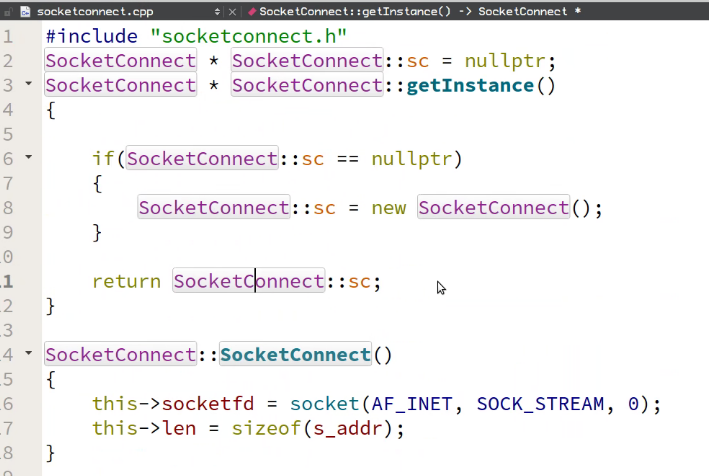 socketconnect.cpp SocketConnect::getInstance() -> SocketConnect *
1 #include "socketconnect.h"
2 SocketConnect * SocketConnect::sc = nullptr;
3 SocketConnect * SocketConnect::getInstance()
4 {
5
6 if(SocketConnect::sc == nullptr)
7 {
8 SocketConnect::sc = new SocketConnect();
9 }
.0
.1 return SocketConnect::sc;
.2 }
.3
.4 SocketConnect::SocketConnect()
.5 {
.6 this->socketfd = socket(AF_INET, SOCK_STREAM, 0);
.7 this->len = sizeof(s_addr);
.8 }